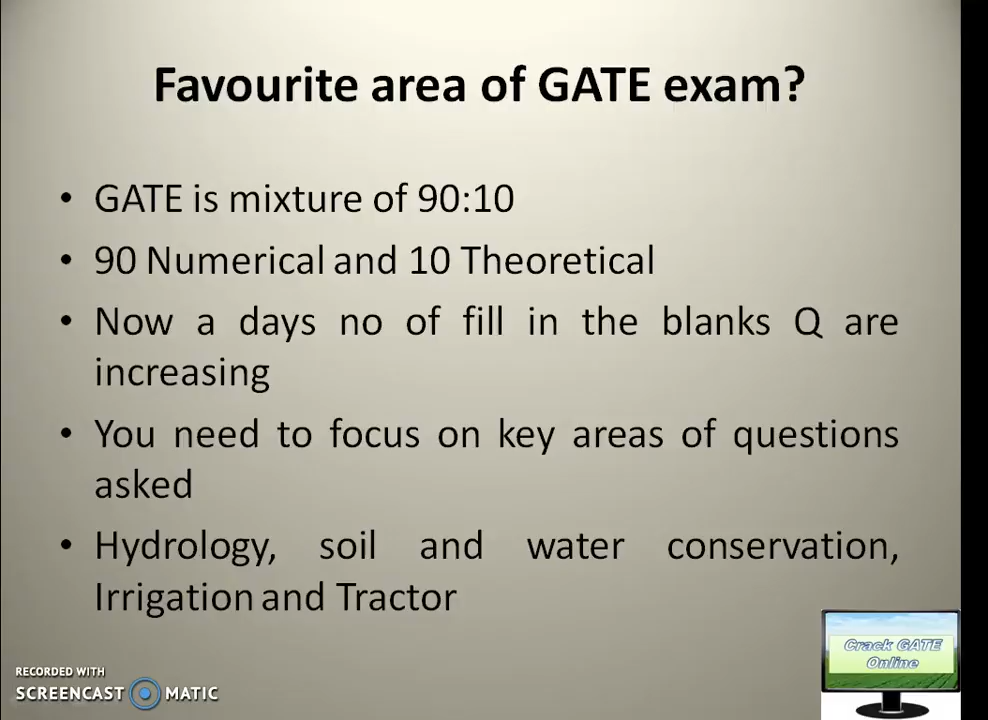 Favourite area of GATE exam?
• GATE is mixture of 90:10
• 90 Numerical and 10 Theoretical
• Now a days no of fill in the blanks Q are
increasing
• You need to focus on key areas of questions
asked
• Hydrology, soil and water conservation,
Irrigation and Tractor
Crack GATE
Online
RECORDED WITH
SCREENCAST MATIC